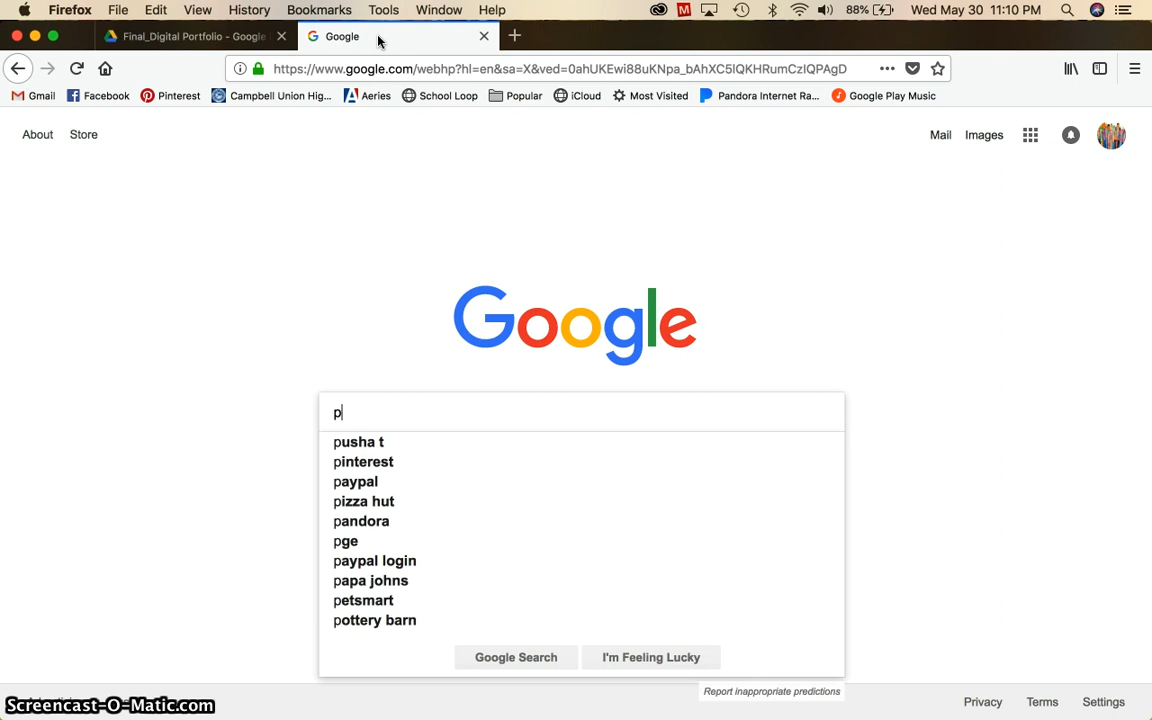 Firefox File Edit View History Bookmarks Tools Window Help 88% Wed May 30 11:10 PM
Final_Digital Portfolio - Google Google
https://www.google.com/webhp?hl=en&sa=X&ved=0ahUKEwi88uKNpa_bAhXC5lQKHRumCzIQPAgD
Gmail Facebook Pinterest Campbell Union Hig... Aeries School Loop Popular iCloud Most Visited Pandora Internet Ra... Google Play Music
About Store Mail Images
Google
p
pusha t
pinterest
paypal
pizza hut
pandora
pge
paypal login
papa johns
petsmart
pottery barn
Google Search I'm Feeling Lucky
Report inappropriate predictions
Privacy Terms Settings
Screencast-O-Matic.com